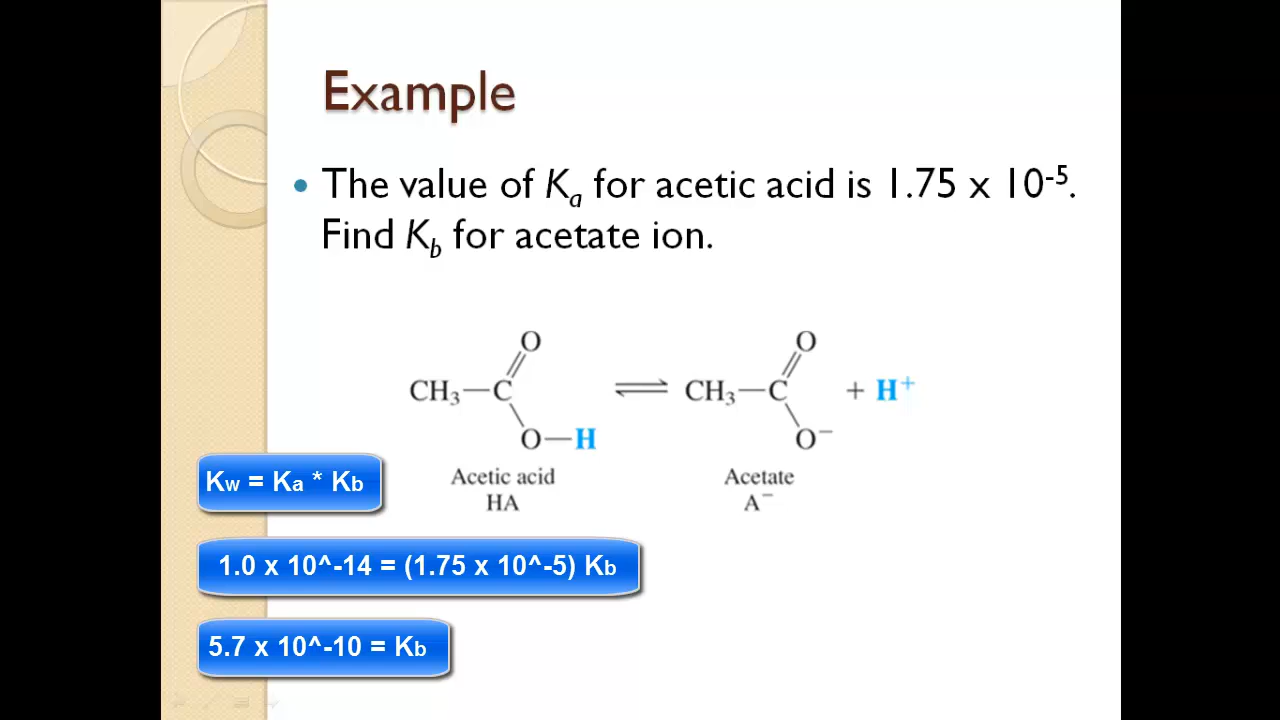 Example
• The value of Ka for acetic acid is 1.75 x 10⁻⁵.
Find Kb for acetate ion.
O O
CH₃—C ⇌ CH₃—C + H⁺
O—H O⁻
Acetic acid Acetate
HA A⁻
Kw = Ka * Kb
1.0 x 10^-14 = (1.75 x 10^-5) Kb
5.7 x 10^-10 = Kb